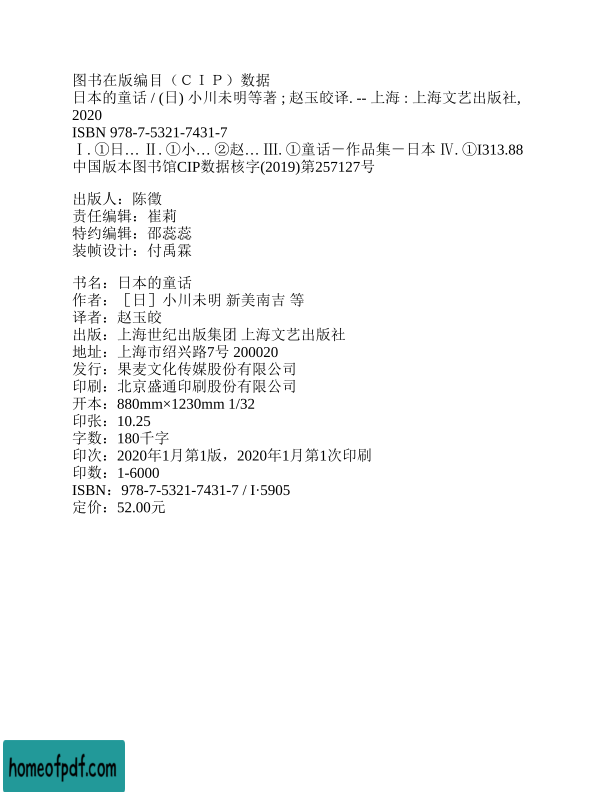 图书在版编目（ＣＩＰ）数据
日本的童话 / (日) 小川未明等著 ; 赵玉皎译. -- 上海 : 上海文艺出版社,
2020
ISBN 978-7-5321-7431-7
Ⅰ. ①日… Ⅱ. ①小… ②赵… Ⅲ. ①童话－作品集－日本 Ⅳ. ①I313.88
中国版本图书馆CIP数据核字(2019)第257127号
出版人：陈徵
责任编辑：崔莉
特约编辑：邵蕊蕊
装帧设计：付禹霖
书名：日本的童话
作者：［日］小川未明 新美南吉 等
译者：赵玉皎
出版：上海世纪出版集团 上海文艺出版社
地址：上海市绍兴路7号 200020
发行：果麦文化传媒股份有限公司
印刷：北京盛通印刷股份有限公司
开本：880mm×1230mm 1/32
印张：10.25
字数：180千字
印次：2020年1月第1版，2020年1月第1次印刷
印数：1-6000
ISBN：978-7-5321-7431-7 / I·5905
定价：52.00元
homeofpdf.com